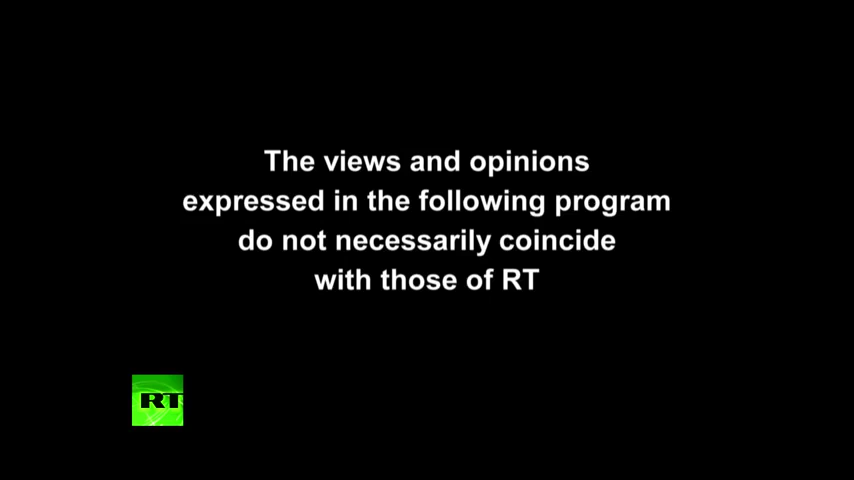 The views and opinions
expressed in the following program
do not necessarily coincide
with those of RT
RT